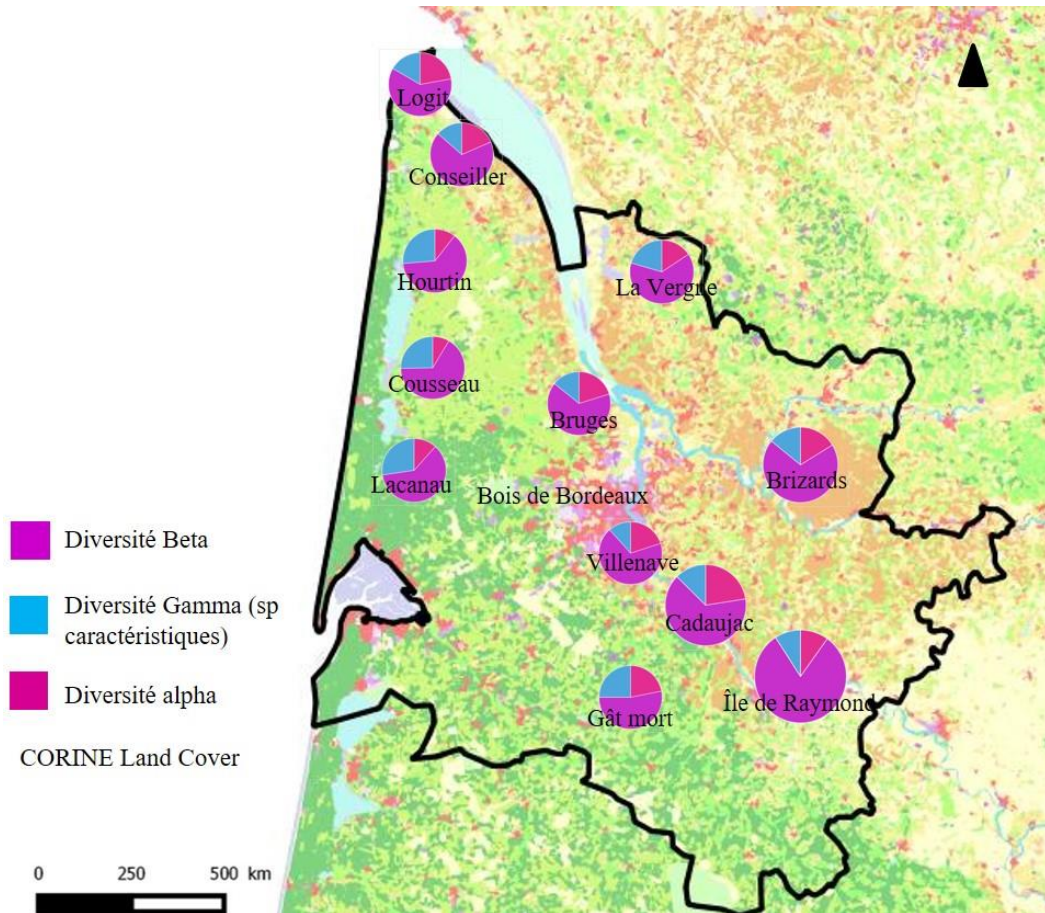 Logit
Conseiller
Hourtin
La Vergne
Cousseau
Bruges
Lacanau
Bois de Bordeaux
Brizards
Villenave
Cadaujac
Gât mort
Île de Raymond
Diversité Beta
Diversité Gamma (sp
caractéristiques)
Diversité alpha
CORINE Land Cover
0 250 500 km